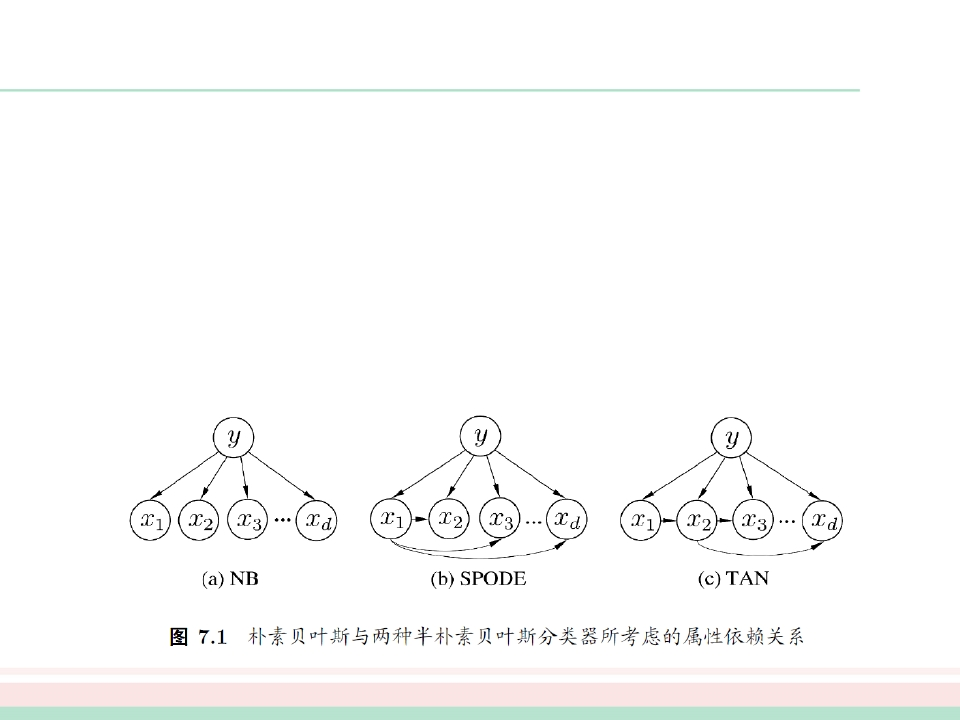 y y y
x1 x2 x3 ... xd x1 x2 x3 ... xd x1 x2 x3 ... xd
(a) NB (b) SPODE (c) TAN
图 7.1 朴素贝叶斯与两种半朴素贝叶斯分类器所考虑的属性依赖关系